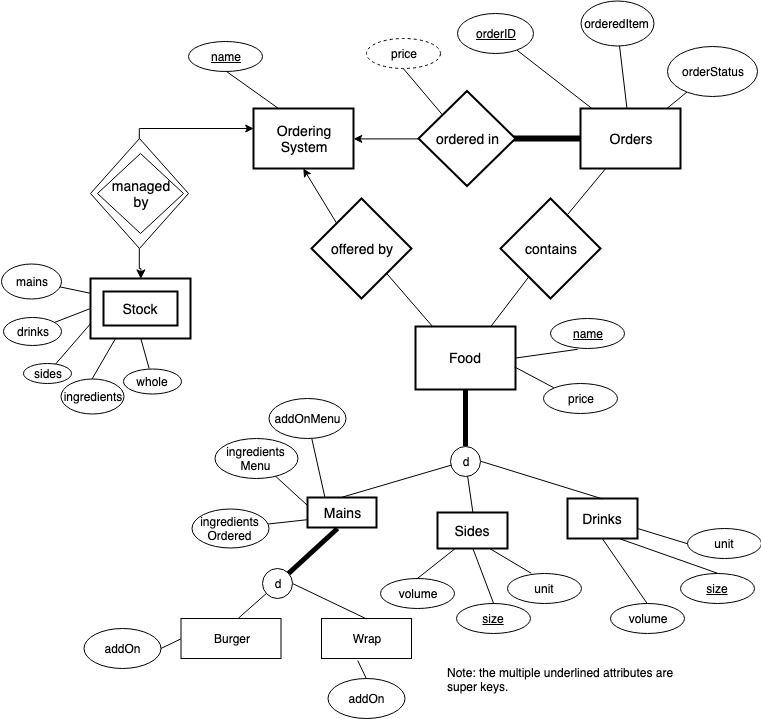 orderedItem
orderID
name
price
orderStatus
Ordering
System
ordered in
Orders
managed
by
offered by
contains
mains
Stock
drinks
name
Food
sides
whole
ingredients
price
addOnMenu
ingredients
Menu
d
Mains
ingredients
Ordered
Sides
Drinks
unit
d
volume
unit
size
size
volume
Burger
Wrap
addOn
addOn
Note: the multiple underlined attributes are
super keys.